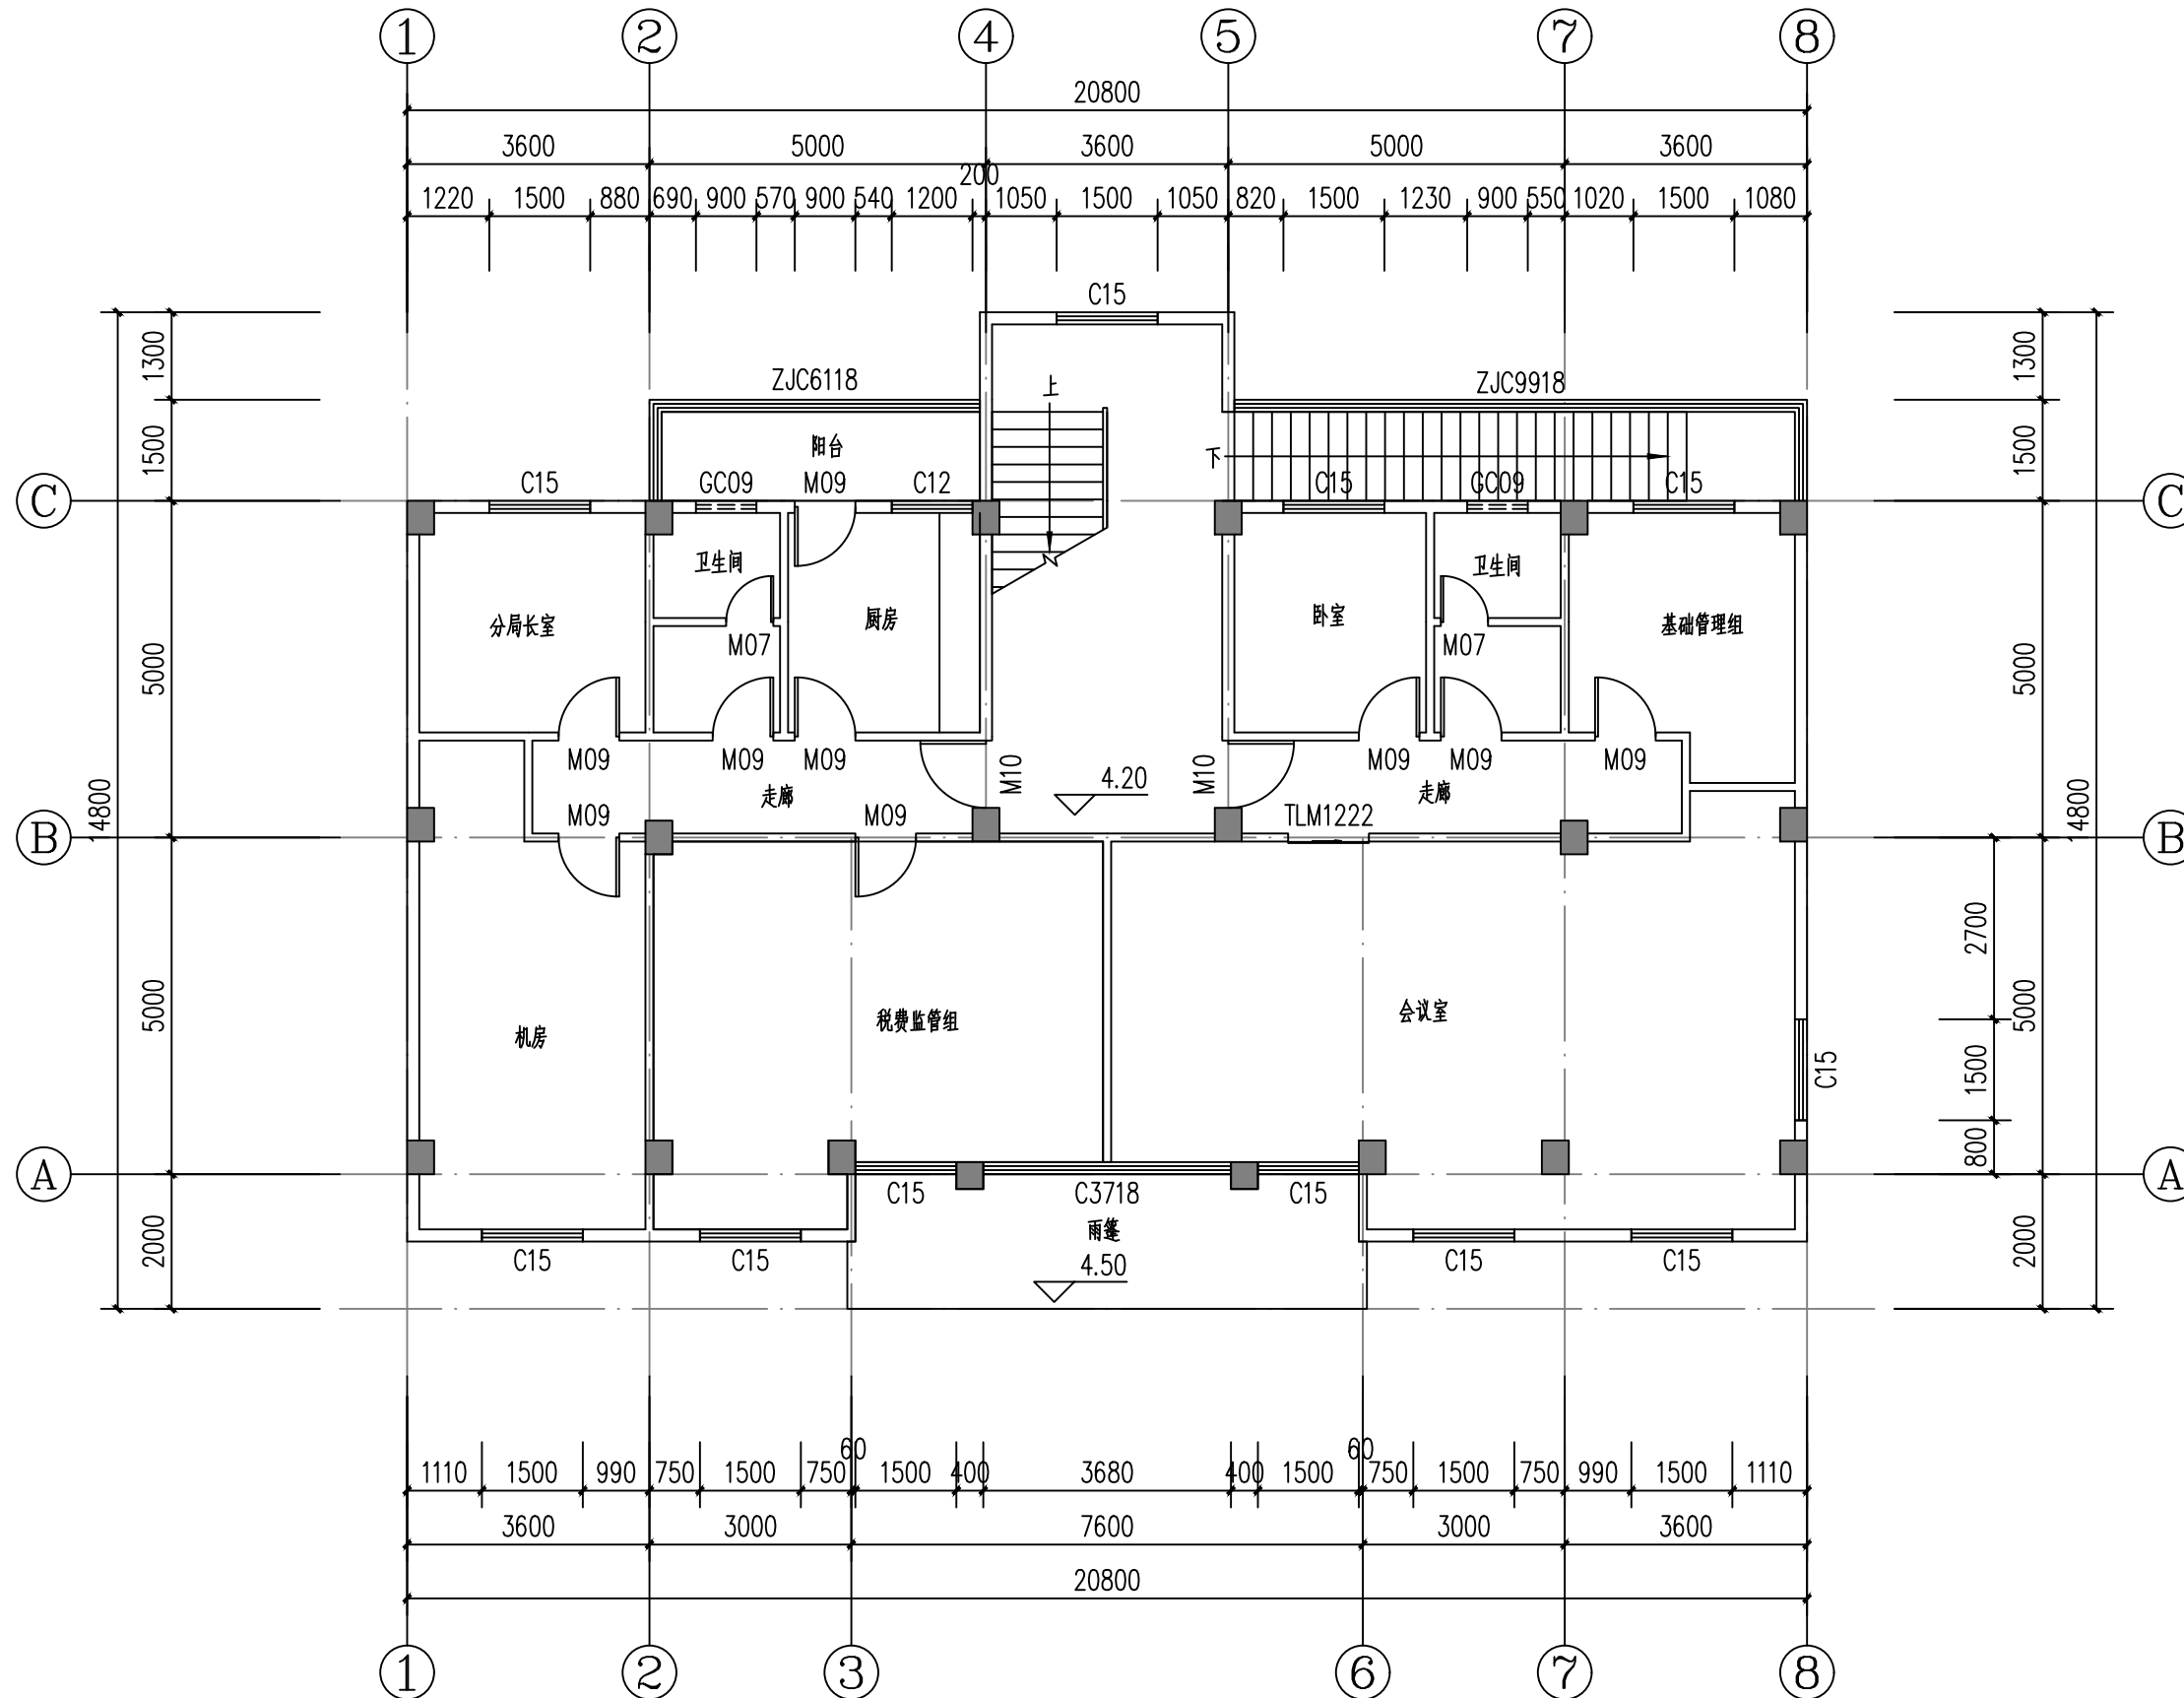 1 2 4 5 7 8
20800
3600 5000 3600 5000 3600
200
1220 1500 880 690 900 570 900 540 1200 1050 1500 1050 820 1500 1230 900 550 1020 1500 1080
C15
1300 1300
ZJC6118 ZJC9918
上
阳台
1500 下 1500
C15 GC09 M09 C12 C15 GC09 C15
C C
卫生间 卫生间
分局长室 厨房 卧室 基础管理组
M07 M07
5000 5000
M09 M09 M09 M10 M10 M09 M09 M09
4.20
走廊 走廊
14800 14800
M09 M09 TLM1222
B B
2700
5000 机房 税费监管组 会议室 5000
1500 C15
800
A A
C15 C3718 C15
雨篷
2000 2000
C15 C15 C15 C15
4.50
60 60
1110 1500 990 750 1500 750 1500 400 3680 400 1500 750 1500 750 990 1500 1110
3600 3000 7600 3000 3600
20800
1 2 3 6 7 8